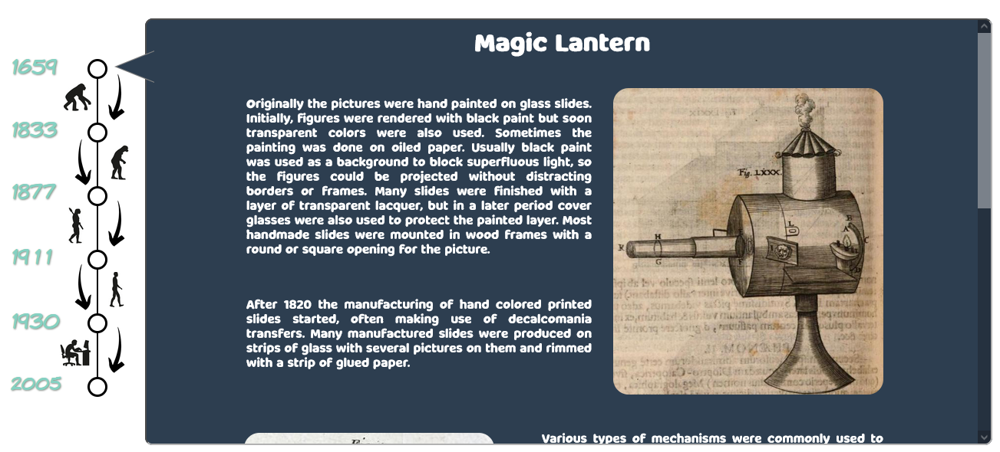 Magic Lantern
1659
1833
1877
1911
1930
2005
Originally the pictures were hand painted on glass slides.
Initially, figures were rendered with black paint but soon
transparent colors were also used. Sometimes the
painting was done on oiled paper. Usually black paint
was used as a background to block superfluous light, so
the figures could be projected without distracting
borders or frames. Many slides were finished with a
layer of transparent lacquer, but in a later period cover
glasses were also used to protect the painted layer. Most
handmade slides were mounted in wood frames with a
round or square opening for the picture.
After 1820 the manufacturing of hand colored printed
slides started, often making use of decalcomania
transfers. Many manufactured slides were produced on
strips of glass with several pictures on them and rimmed
with a strip of glued paper.
Fig. LXXX.
B
L
A
H
C
I
G
F
D
Various types of mechanisms were commonly used to